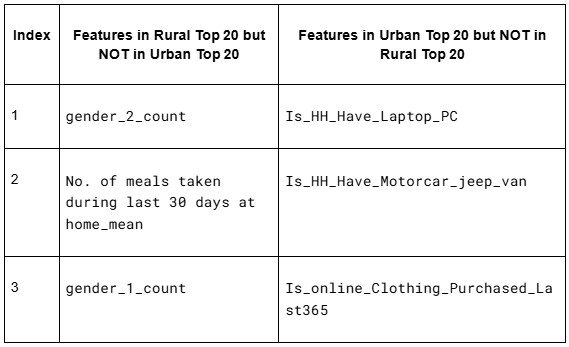 Index
Features in Rural Top 20 but
NOT in Urban Top 20
Features in Urban Top 20 but NOT in
Rural Top 20
1
gender_2_count
Is_HH_Have_Laptop_PC
2
No. of meals taken
during last 30 days at
home_mean
Is_HH_Have_Motorcar_jeep_van
3
gender_1_count
Is_online_Clothing_Purchased_La
st365